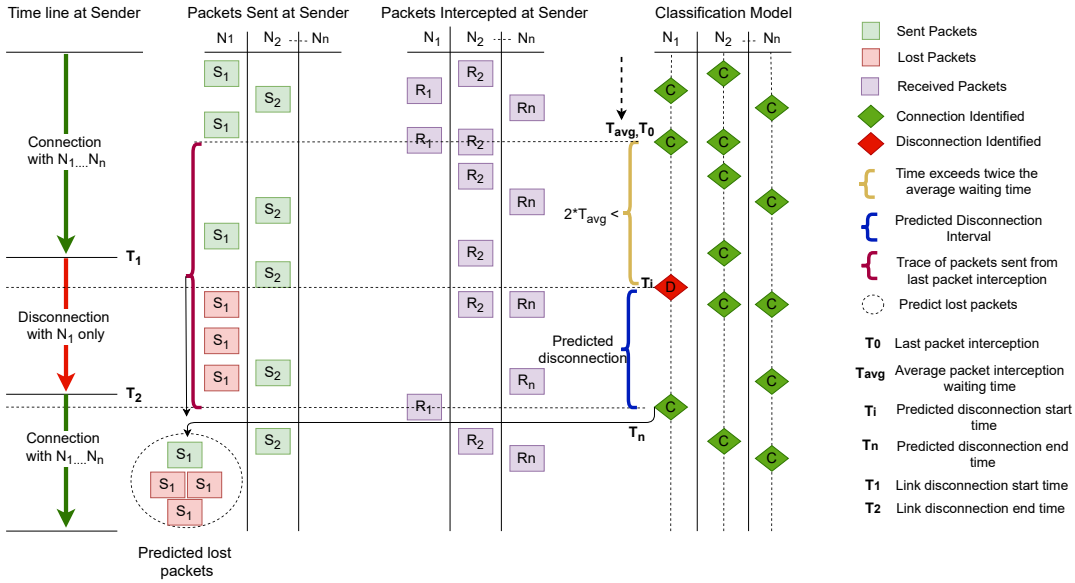 Time line at Sender
Packets Sent at Sender
Packets Intercepted at Sender
Classification Model
N1 N2 ..... Nn
N1 N2 ..... Nn
N1 N2 .. Nn
Connection
with N1....Nn
T1
Disconnection
with N1 only
T2
Connection
with N1....Nn
S1
S2
S1
S2
S1
S2
S1
S1
S1
S2
S2
S1
S1 S1
S1
Predicted lost
packets
R2
R1
Rn
R1 R2
R2
Rn
R2
R2 Rn
Rn
R1
R2
Rn
Tavg,T0
2*Tavg <
Ti
Predicted
disconnection
Tn
C
C
C
C C
C
C
C
D
C C
C
C
C
C
Sent Packets
Lost Packets
Received Packets
Connection Identified
Disconnection Identified
Time exceeds twice the
average waiting time
Predicted Disconnection
Interval
Trace of packets sent from
last packet interception
Predict lost packets
T0 Last packet interception
Tavg Average packet interception
waiting time
Ti Predicted disconnection start
time
Tn Predicted disconnection end
time
T1 Link disconnection start time
T2 Link disconnection end time